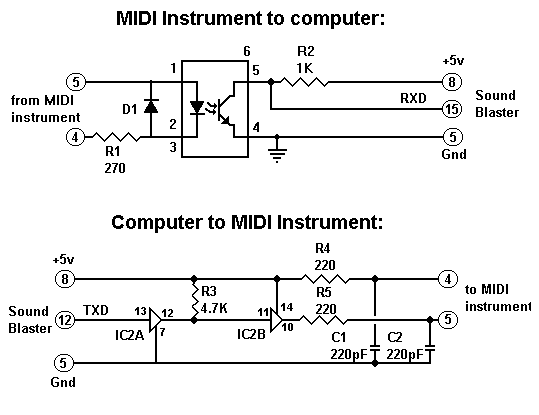 MIDI Instrument to computer:
6
R2
+5v
1
5
1K
5
8
from MIDI
instrument
D1
RXD
15
Sound
Blaster
2
4
4
3
5
R1
270
Gnd
Computer to MIDI Instrument:
+5v
R4
8
220
4
R3
4.7K
R5
220
to MIDI
instrument
Sound
Blaster
12
TXD
13
12
11
14
10
5
IC2A
7
IC2B
C1
220pF
C2
220pF
5
Gnd